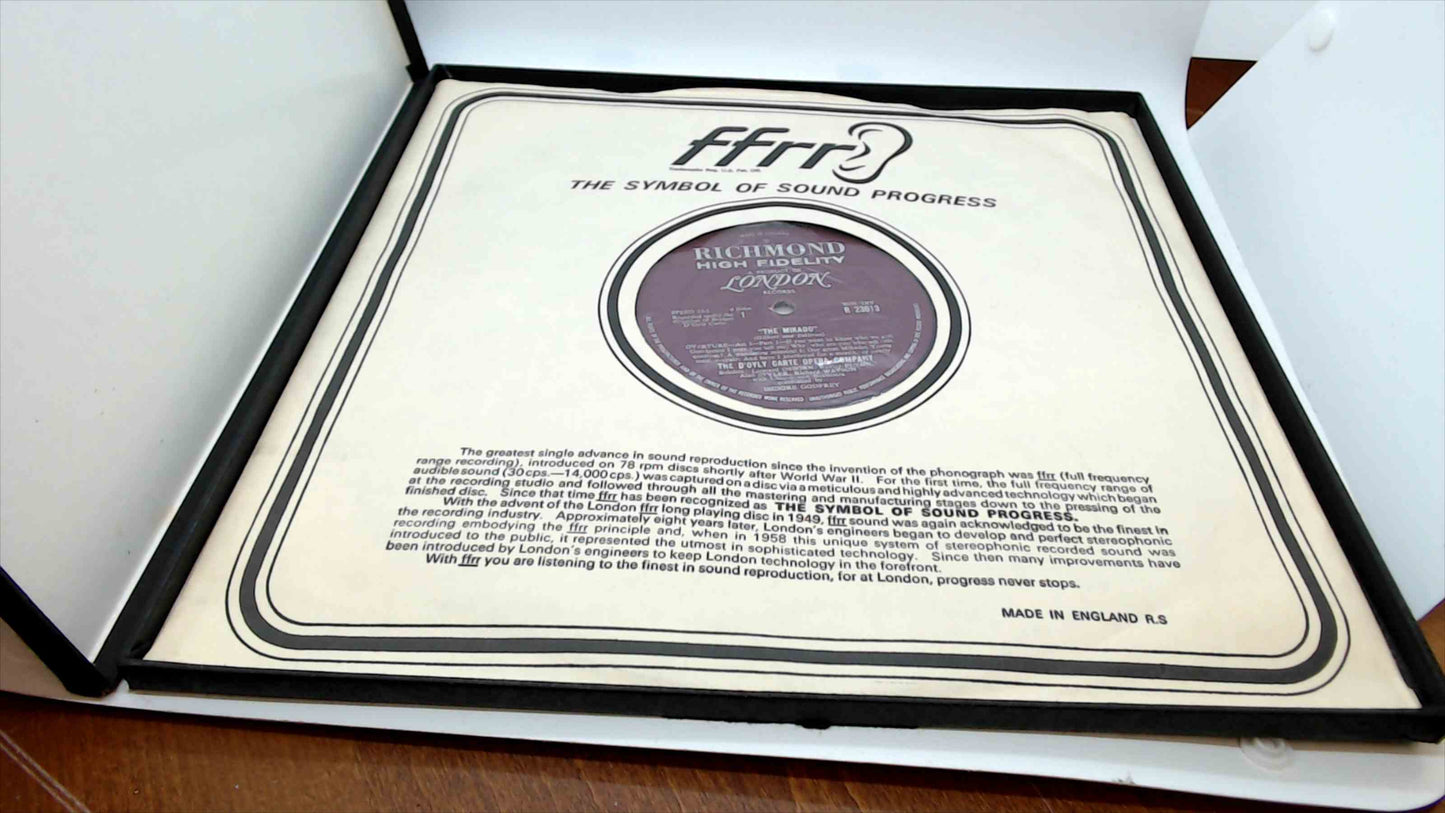 ffrr
Trademarks Reg. U.S. Pat. Off.
THE SYMBOL OF SOUND PROGRESS
RICHMOND
HIGH FIDELITY
A PRODUCT OF
LONDON
RECORDS
SPEED 33⅓
1
R 23013
"THE MIKADO"
THE D'OYLY CARTE OPERA COMPANY
GODFREY
The greatest single advance in sound reproduction since the invention of the phonograph was ffrr (full frequency
range recording), introduced on 78 rpm discs shortly after World War II. For the first time, the full frequency range of
audible sound (30 cps.—14,000 cps.) was captured on a disc via a meticulous and highly advanced technology which began
at the recording studio and followed through all the mastering and manufacturing stages down to the pressing of the
finished disc. Since that time ffrr has been recognized as THE SYMBOL OF SOUND PROGRESS.
With the advent of the London ffrr long playing disc in 1949, ffrr sound was again acknowledged to be the finest in
the recording industry. Approximately eight years later, London's engineers began to develop and perfect stereophonic
recording embodying the ffrr principle and, when in 1958 this unique system of stereophonic recorded sound was
introduced to the public, it represented the utmost in sophisticated technology. Since then many improvements have
been introduced by London's engineers to keep London technology in the forefront.
With ffrr you are listening to the finest in sound reproduction, for at London, progress never stops.
MADE IN ENGLAND R.S